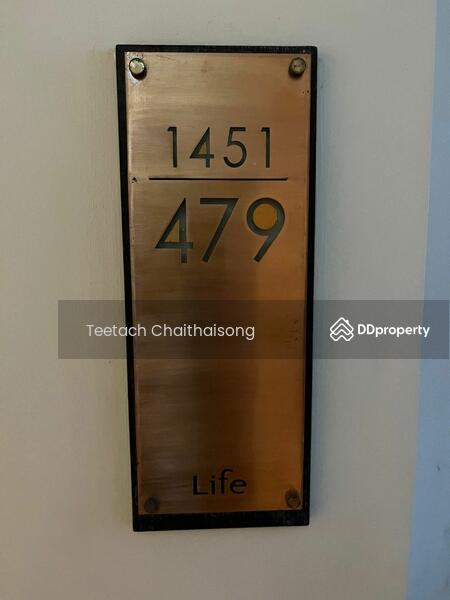 1451
479
Teetach Chaithaisong
DDproperty
Life